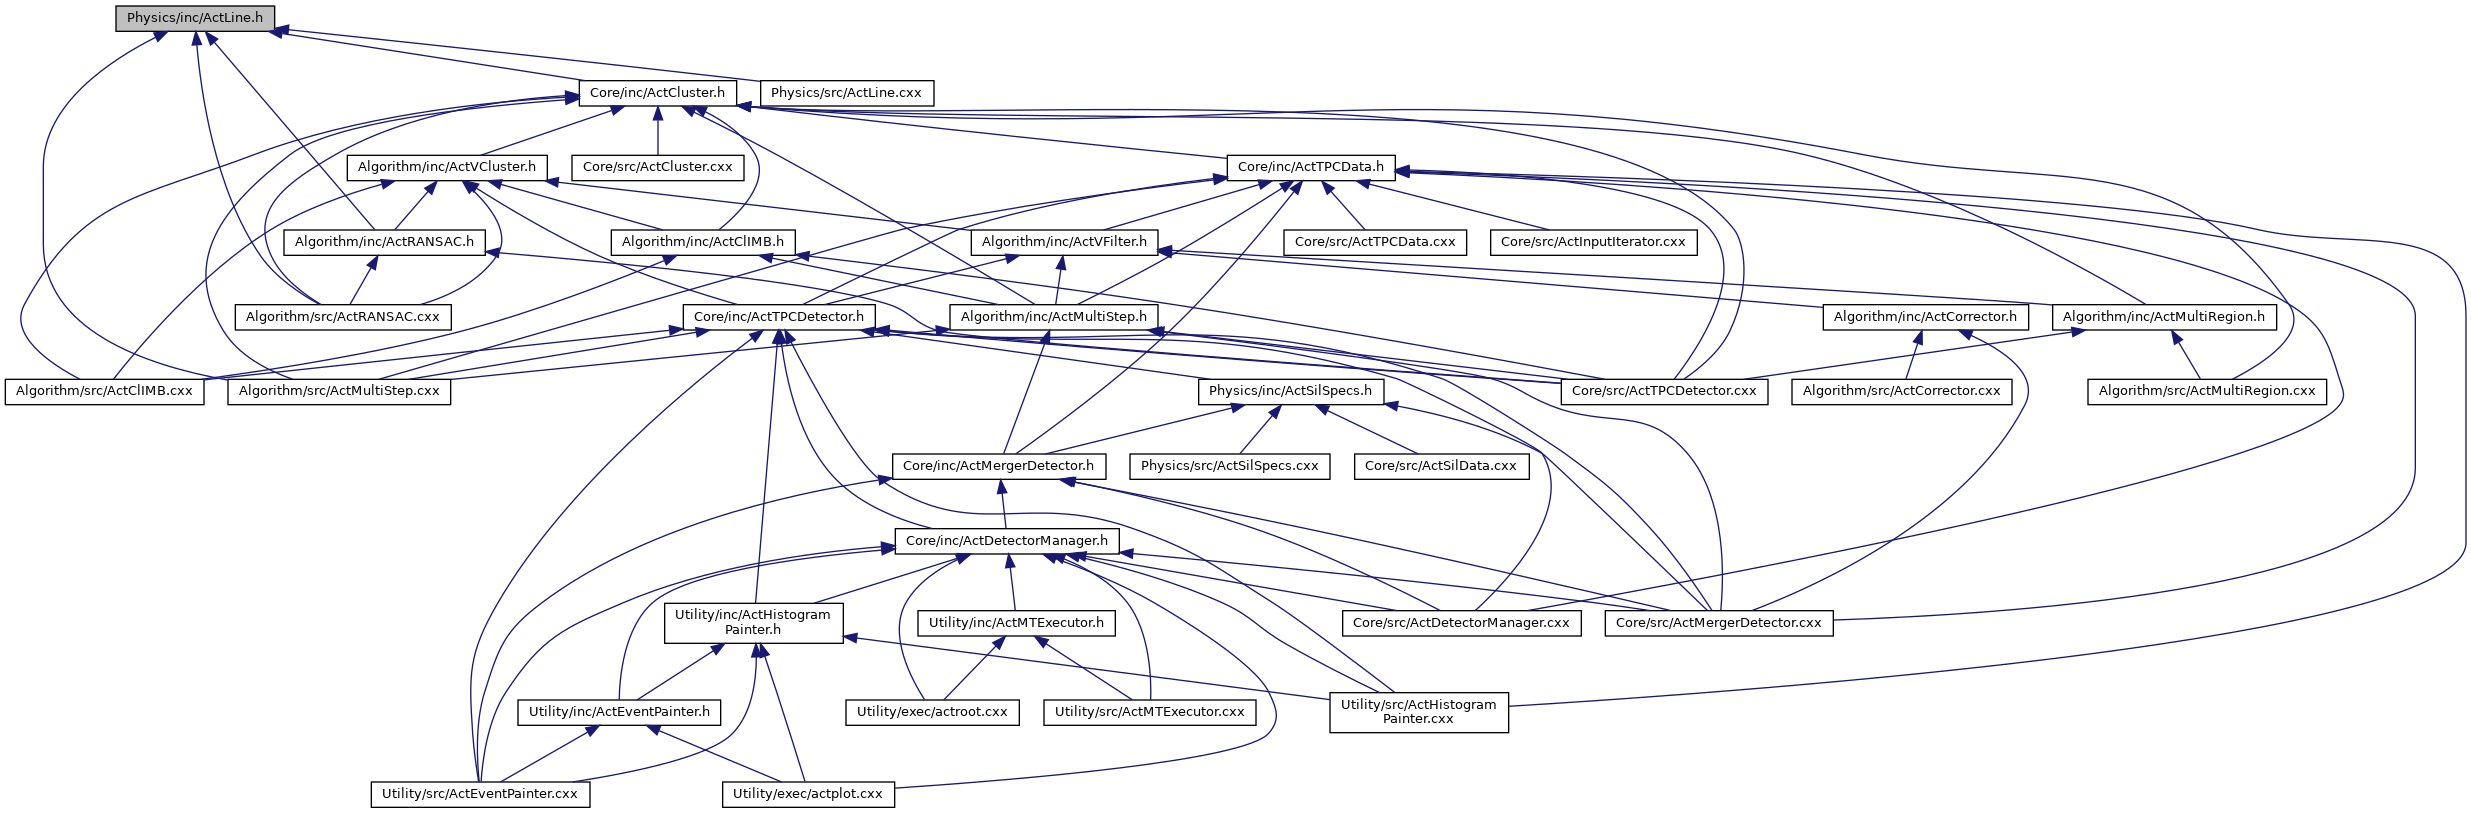 Physics/inc/ActLine.h
Core/inc/ActCluster.h
Physics/src/ActLine.cxx
Algorithm/inc/ActVCluster.h
Core/src/ActCluster.cxx
Core/inc/ActTPCData.h
Algorithm/inc/ActRANSAC.h
Algorithm/inc/ActClIMB.h
Algorithm/inc/ActVFilter.h
Core/src/ActTPCData.cxx
Core/src/ActInputIterator.cxx
Algorithm/src/ActRANSAC.cxx
Core/inc/ActTPCDetector.h
Algorithm/inc/ActMultiStep.h
Algorithm/inc/ActCorrector.h
Algorithm/inc/ActMultiRegion.h
Algorithm/src/ActClIMB.cxx
Algorithm/src/ActMultiStep.cxx
Physics/inc/ActSilSpecs.h
Core/src/ActTPCDetector.cxx
Algorithm/src/ActCorrector.cxx
Algorithm/src/ActMultiRegion.cxx
Core/inc/ActMergerDetector.h
Physics/src/ActSilSpecs.cxx
Core/src/ActSilData.cxx
Core/inc/ActDetectorManager.h
Utility/inc/ActHistogram
Painter.h
Utility/inc/ActMTExecutor.h
Core/src/ActDetectorManager.cxx
Core/src/ActMergerDetector.cxx
Utility/inc/ActEventPainter.h
Utility/exec/actroot.cxx
Utility/src/ActMTExecutor.cxx
Utility/src/ActHistogram
Painter.cxx
Utility/src/ActEventPainter.cxx
Utility/exec/actplot.cxx